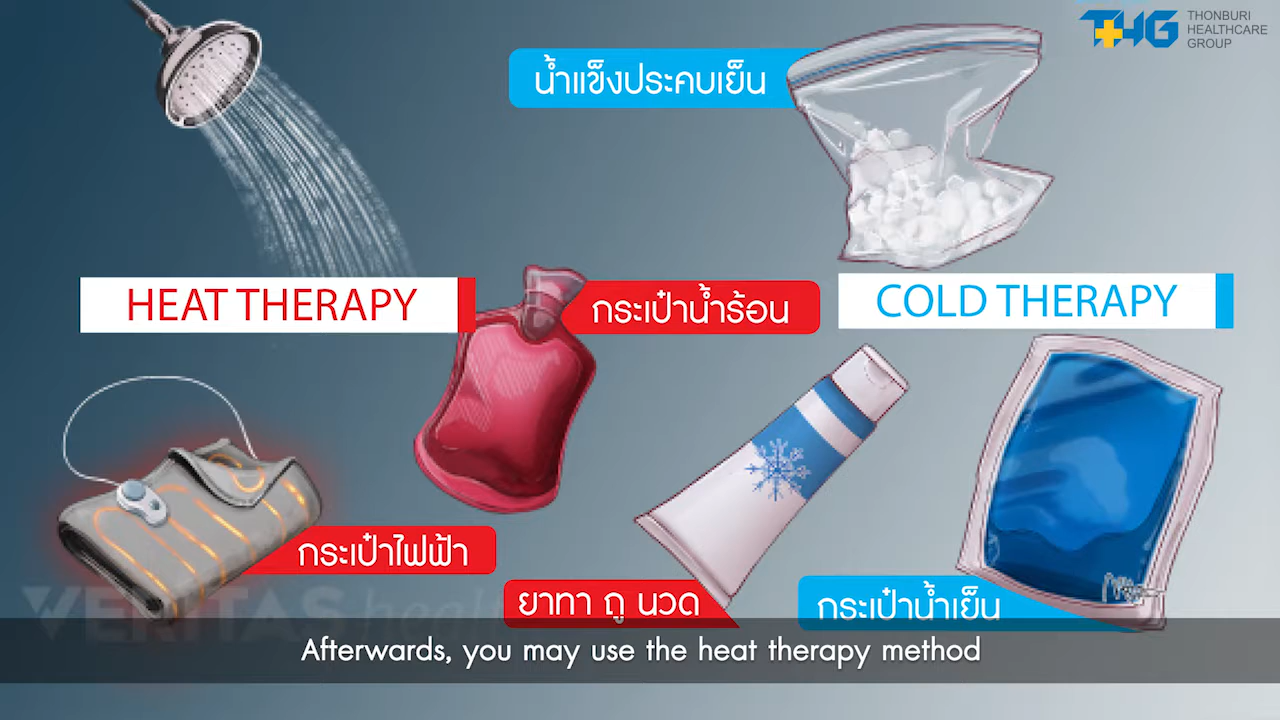 THG
THONBURI
HEALTHCARE
GROUP
น้ำแข็งประคบเย็น
HEAT THERAPY
กระเป๋าน้ำร้อน
COLD THERAPY
กระเป๋าไฟฟ้า
ยาทา ถู นวด
กระเป๋าน้ำเย็น
VERITAS health
Afterwards, you may use the heat therapy method